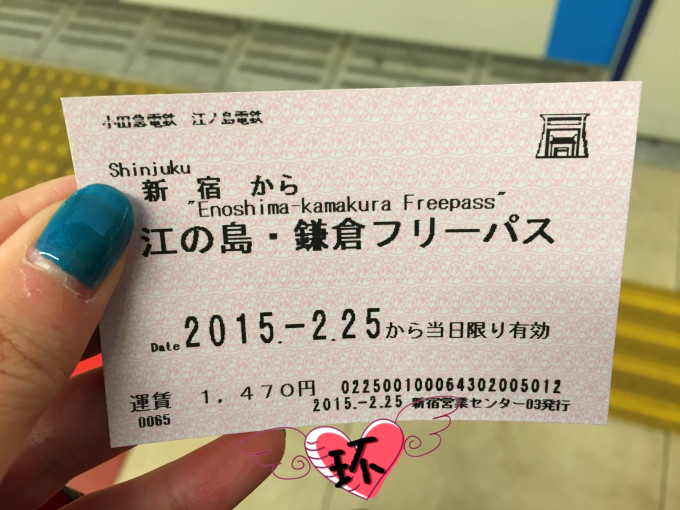 小田急電鉄 江ノ島電鉄
Shinjuku
新宿 から
"Enoshima-kamakura Freepass"
江の島・鎌倉フリーパス
Date 2015.-2.25から当日限り有効
運賃 1,470円 022500100064302005012
0065 2015.-2.25 新宿営業センター03発行
环